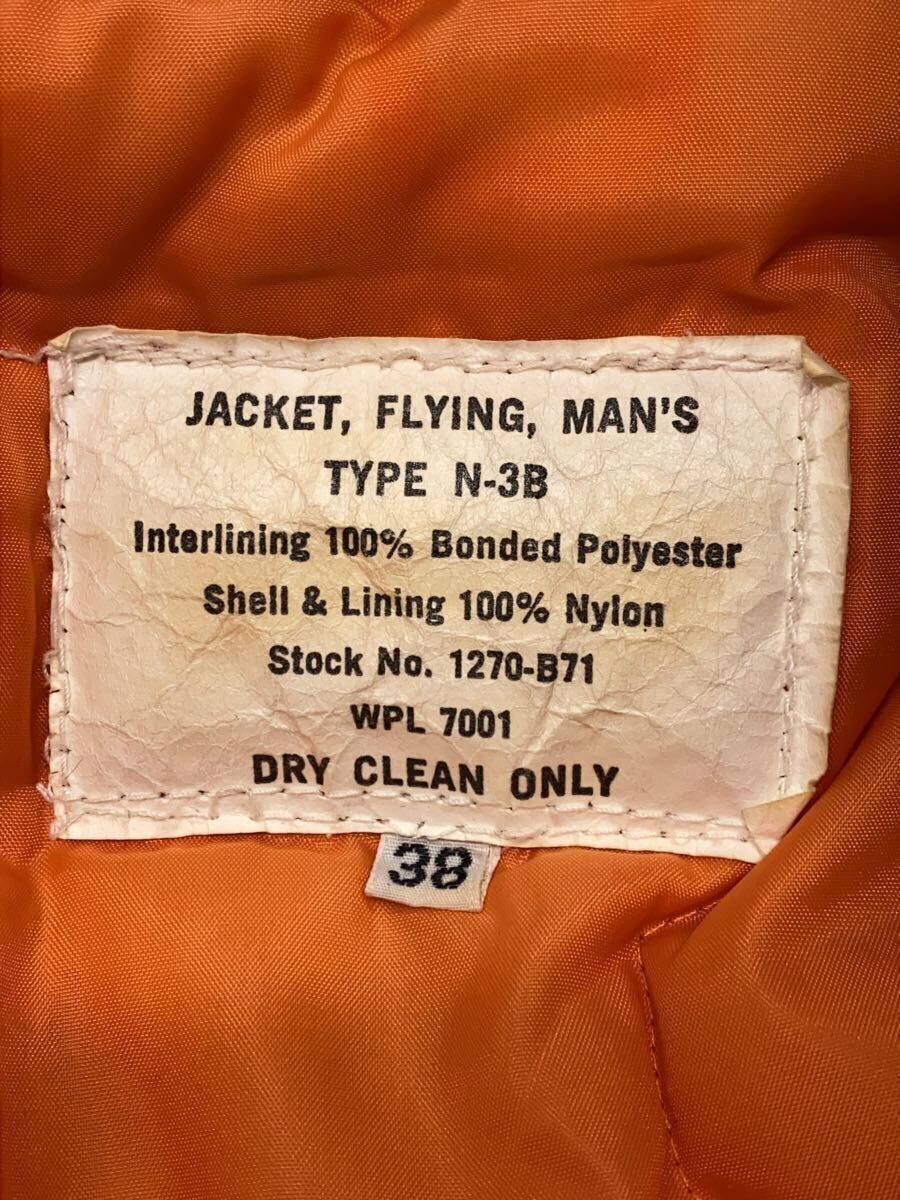 JACKET, FLYING, MAN'S
TYPE N-3B
Interlining 100% Bonded Polyester
Shell & Lining 100% Nylon
Stock No. 1270-B71
WPL 7001
DRY CLEAN ONLY
38